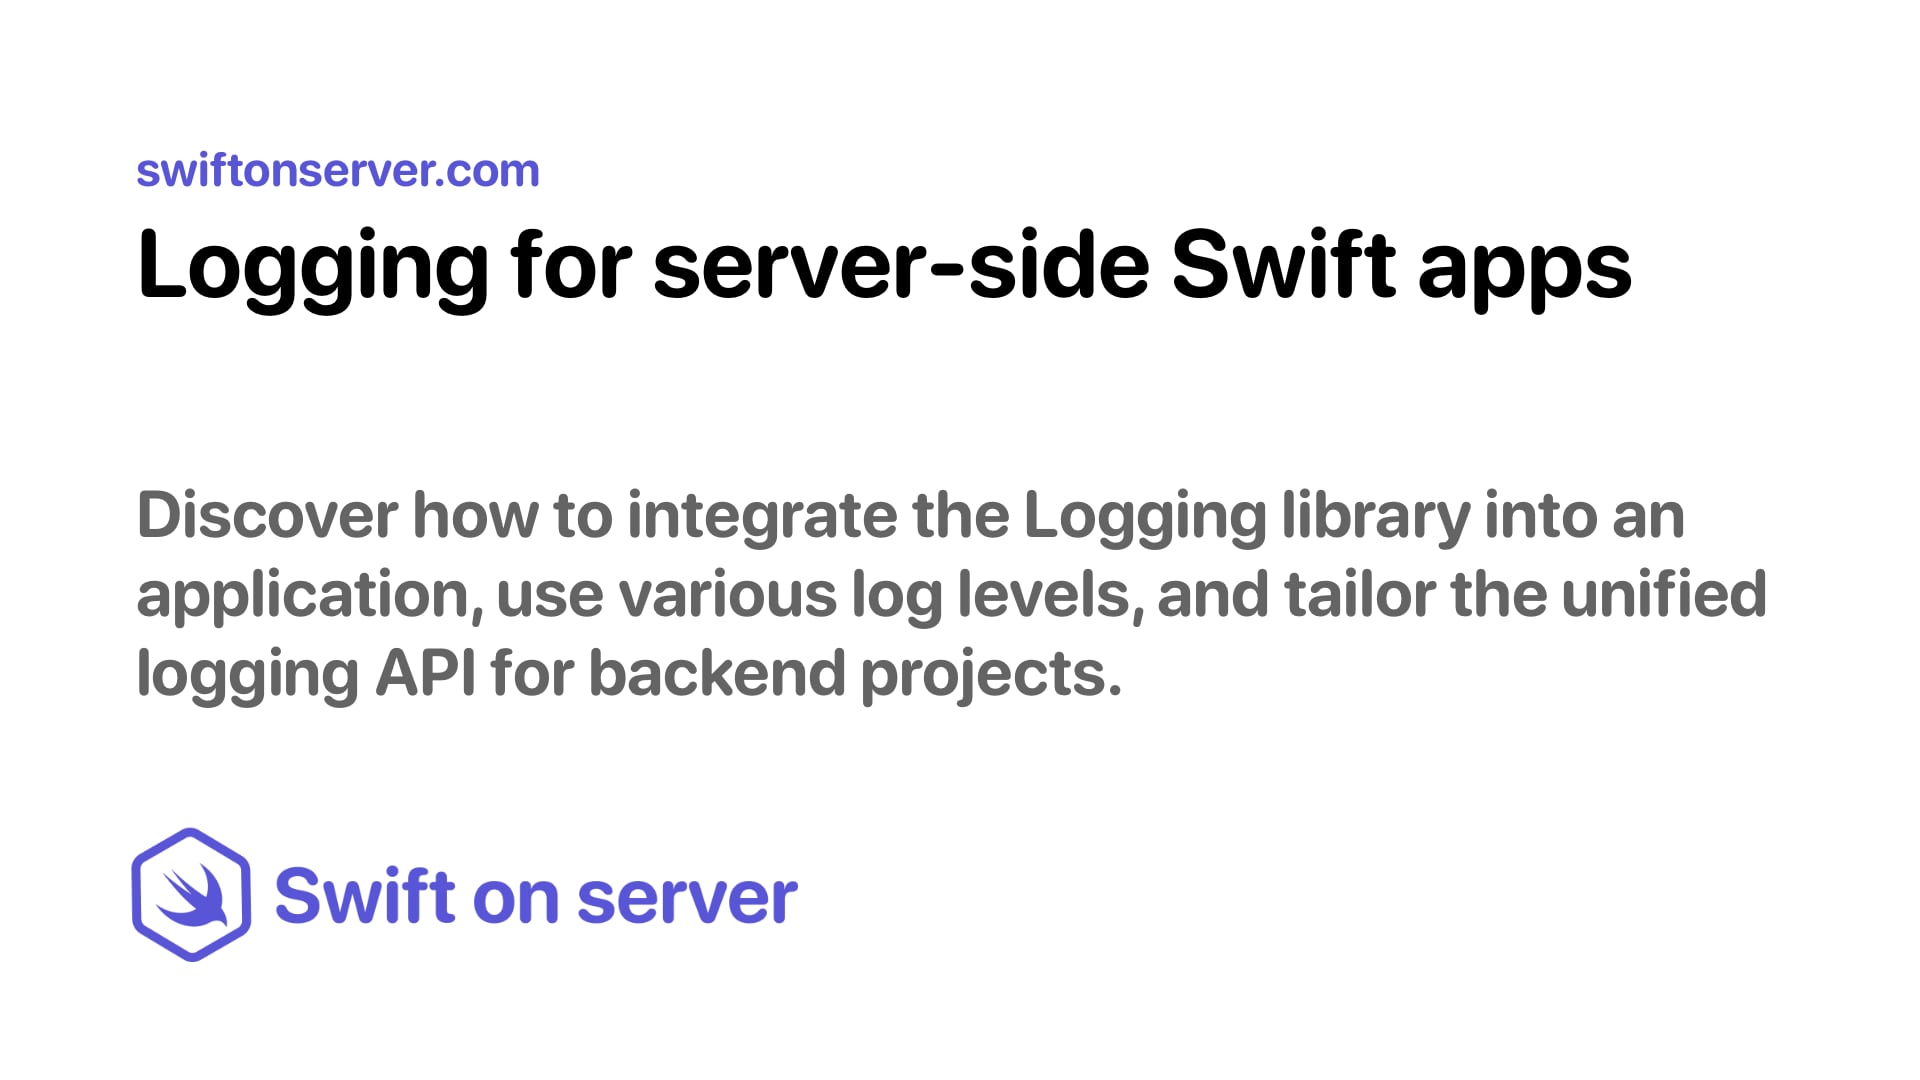 swiftonserver.com
Logging for server-side Swift apps
Discover how to integrate the Logging library into an
application, use various log levels, and tailor the unified
logging API for backend projects.
Swift on server